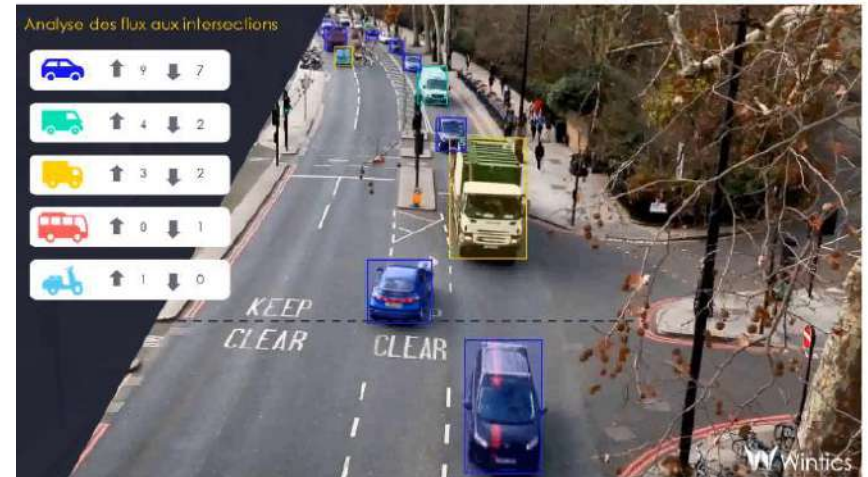 Analyse des flux aux intersections
9 7
4 2
3 2
0 1
1 0
KEEP
CLEAR
CLEAR
Wintics